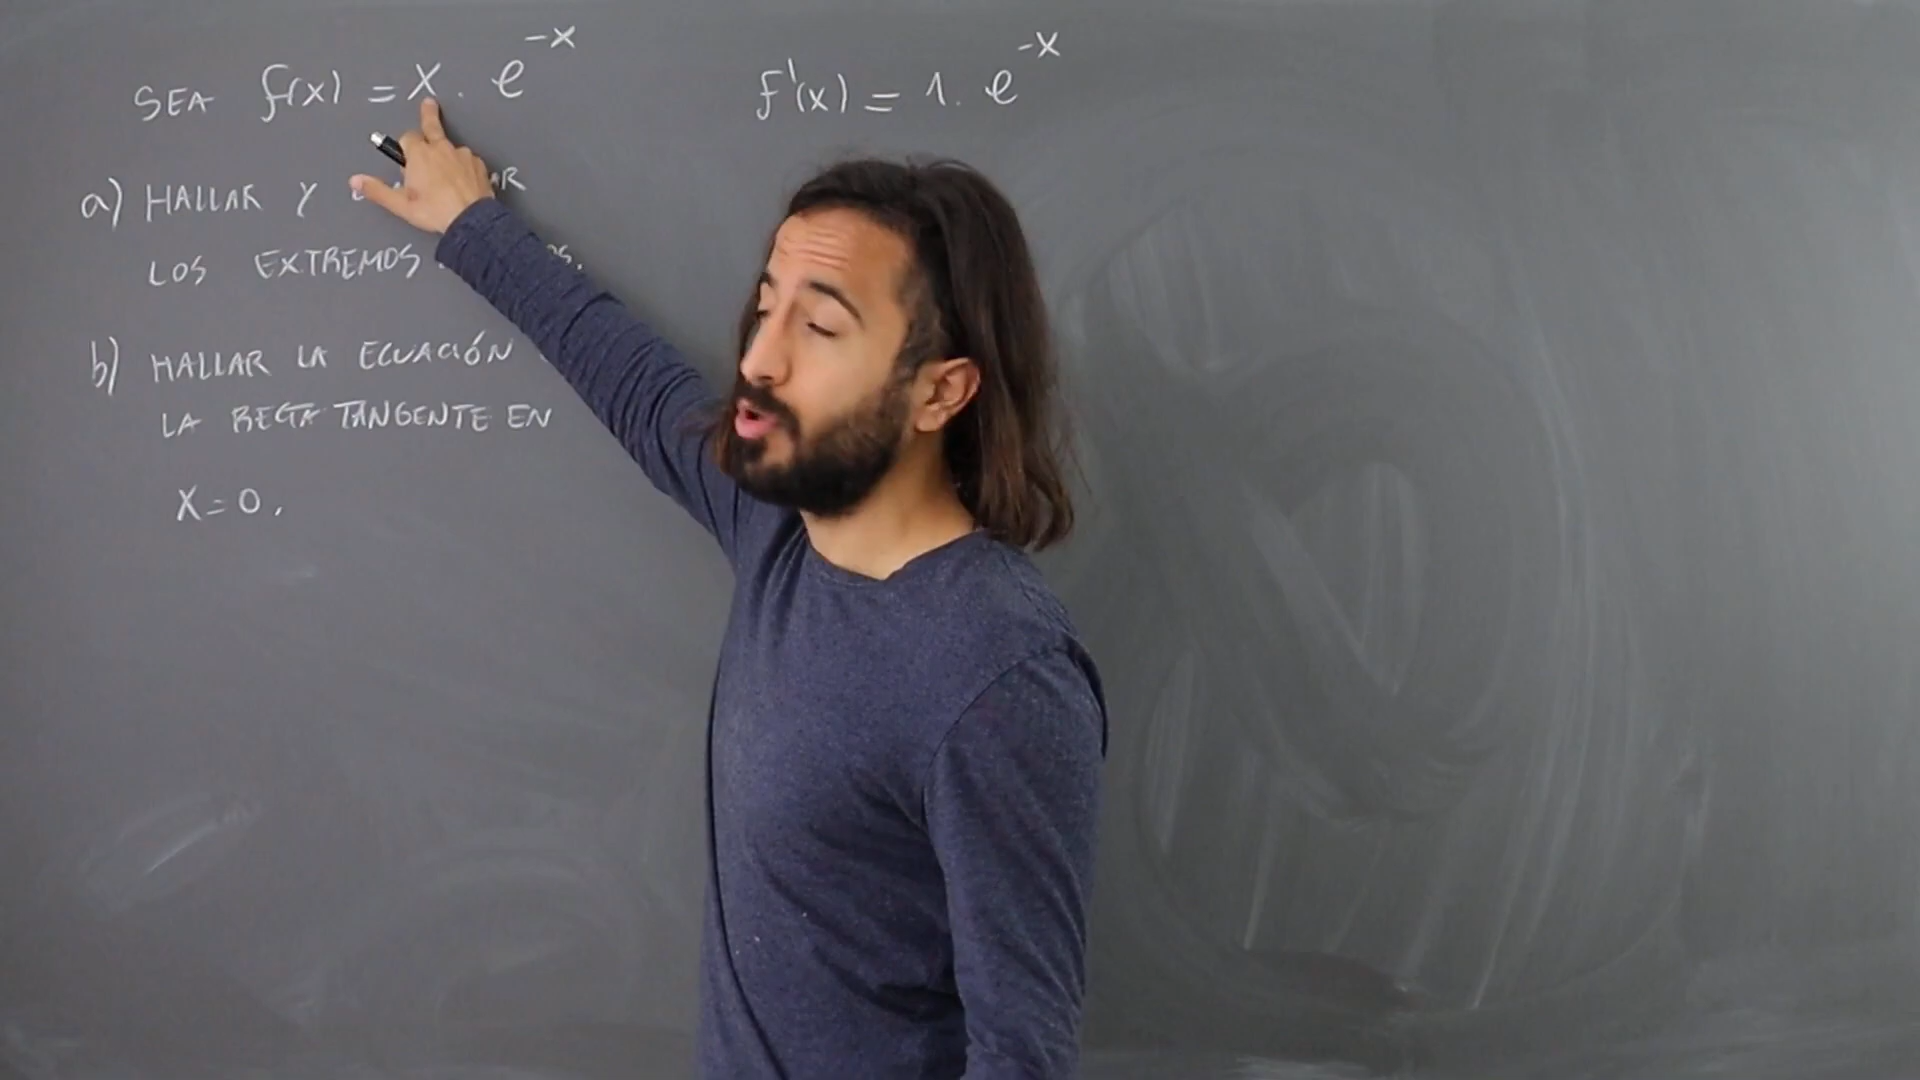 SEA f(x) = x . e^-x
f'(x) = 1. e^-x
a) HALLAR Y
LOS EXTREMOS
b) HALLAR LA ECUACIÓN
LA RECTA TANGENTE EN
X=0.